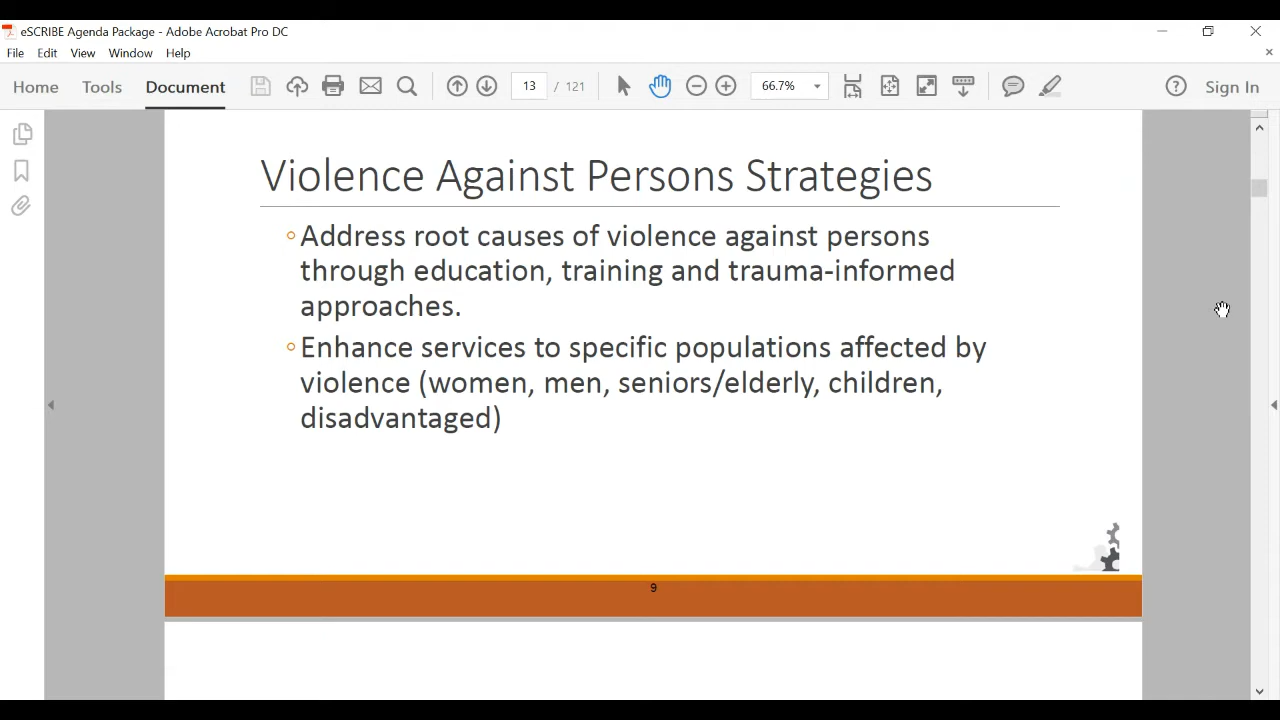 eSCRIBE Agenda Package - Adobe Acrobat Pro DC
File Edit View Window Help
Home Tools Document 13 / 121 66.7% Sign In
Violence Against Persons Strategies
◦Address root causes of violence against persons
through education, training and trauma-informed
approaches.
◦Enhance services to specific populations affected by
violence (women, men, seniors/elderly, children,
disadvantaged)
9